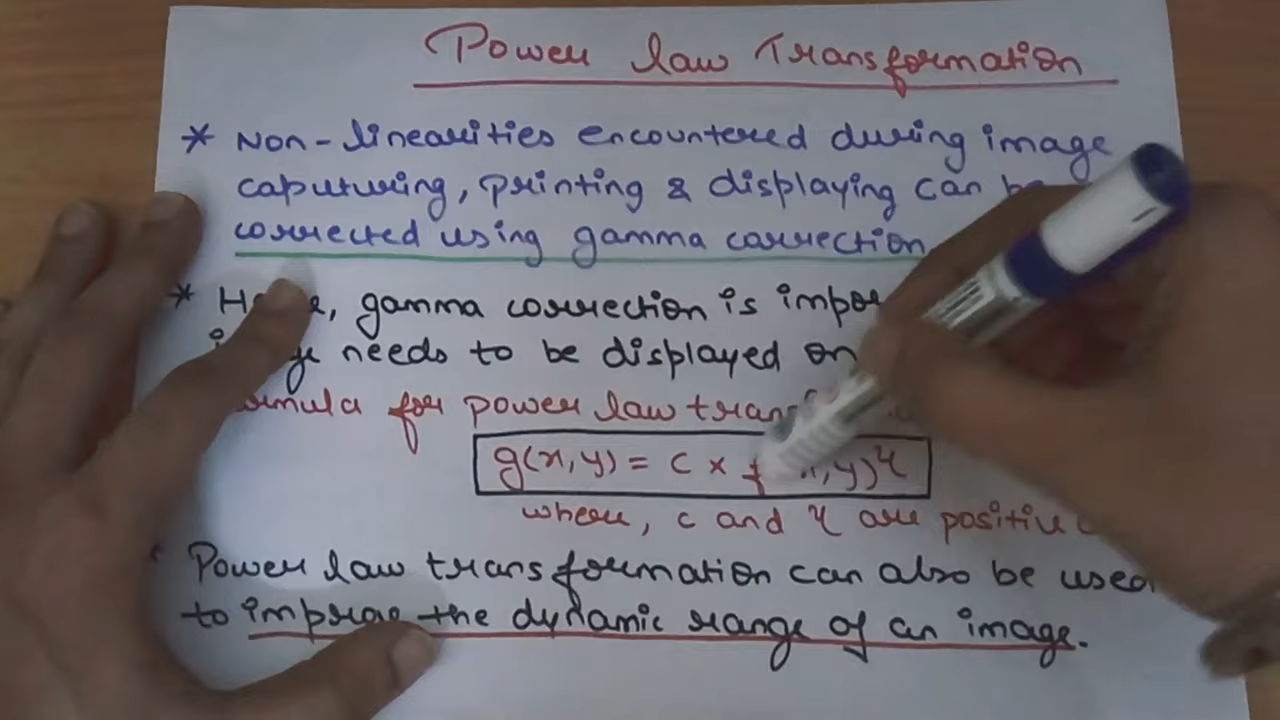 Power law Transformation
* Non-linearities encountered during image
caputuring, printing & displaying can be
corrected using gamma correction
* gamma correction is
needs to be displayed on
for power law
g(x,y) = c × f(x,y)^γ
where, c and γ are positive
Power law transformation can also be used
to improve the dynamic range of an image.